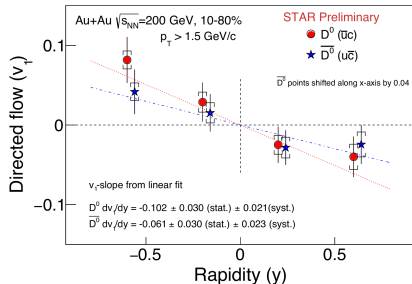 Au+Au √sNN=200 GeV, 10-80%
pT > 1.5 GeV/c
STAR Preliminary
D⁰ (u̅c)
D̅⁰ (uc̅)
D̅⁰ points shifted along x-axis by 0.04
Directed flow (v₁)
0.1
0
−0.1
v₁-slope from linear fit
D⁰ dv₁/dy = -0.102 ± 0.030 (stat.) ± 0.021(syst.)
D̅⁰ dv₁/dy = -0.061 ± 0.030 (stat.) ± 0.023 (syst.)
−0.5 0 0.5
Rapidity (y)